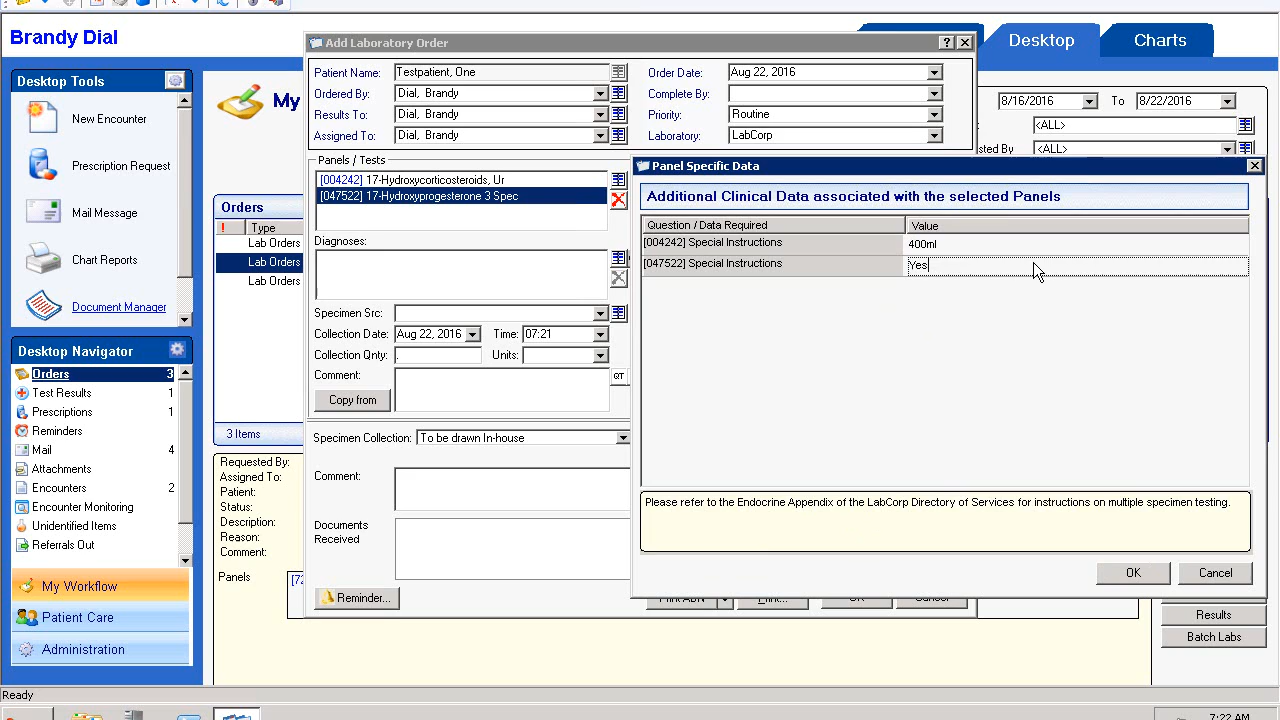 Brandy Dial
Desktop
Charts
Desktop Tools
New Encounter
Prescription Request
Mail Message
Chart Reports
Document Manager
Desktop Navigator
Orders 3
Test Results 1
Prescriptions 1
Reminders
Mail 4
Attachments
Encounters 2
Encounter Monitoring
Unidentified Items
Referrals Out
My Workflow
Patient Care
Administration
Ready
My
Orders
! Type
Lab Orders
Lab Orders
Lab Orders
3 Items
Requested By:
Assigned To:
Patient:
Status:
Description:
Reason:
Comment:
Panels
[72
8/16/2016 To 8/22/2016
<ALL>
sted By <ALL>
Results
Batch Labs
Add Laboratory Order
Patient Name: Testpatient, One
Ordered By: Dial, Brandy
Results To: Dial, Brandy
Assigned To: Dial, Brandy
Order Date: Aug 22, 2016
Complete By:
Priority: Routine
Laboratory: LabCorp
Panels / Tests
[004242] 17-Hydroxycorticosteroids, Ur
[047522] 17-Hydroxyprogesterone 3 Spec
Diagnoses:
Specimen Src:
Collection Date: Aug 22, 2016 Time: 07:21
Collection Qnty: . Units:
Comment:
QT
Copy from
Specimen Collection: To be drawn In-house
Comment:
Documents
Received
Reminder...
Panel Specific Data
Additional Clinical Data associated with the selected Panels
Question / Data Required Value
[004242] Special Instructions 400ml
[047522] Special Instructions Yes
Please refer to the Endocrine Appendix of the LabCorp Directory of Services for instructions on multiple specimen testing.
OK Cancel
7:22 AM